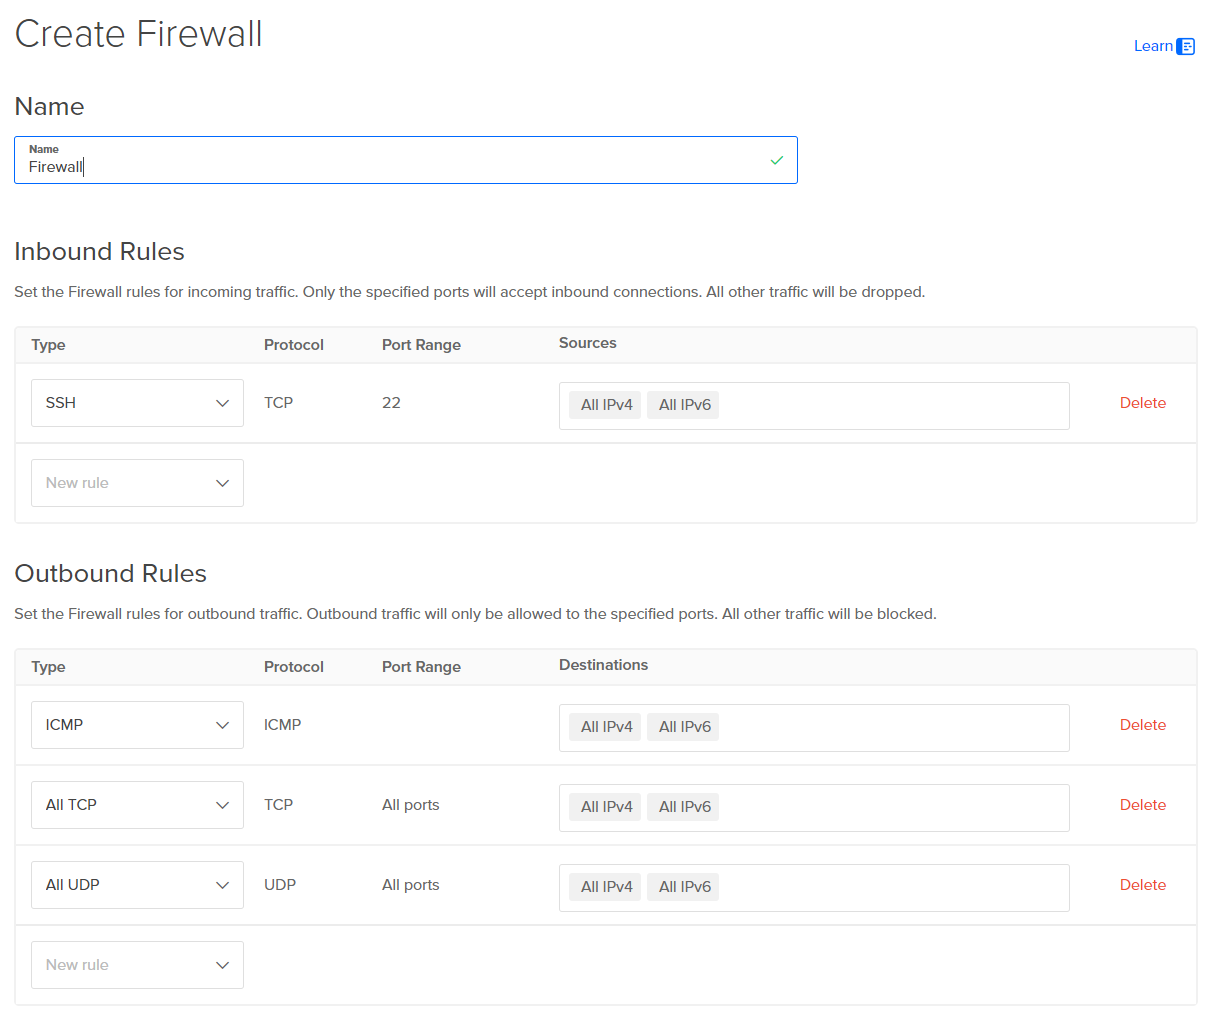 Create Firewall
Learn
Name
Name
Firewall
Inbound Rules
Set the Firewall rules for incoming traffic. Only the specified ports will accept inbound connections. All other traffic will be dropped.
Type Protocol Port Range Sources
SSH TCP 22 All IPv4 All IPv6 Delete
New rule
Outbound Rules
Set the Firewall rules for outbound traffic. Outbound traffic will only be allowed to the specified ports. All other traffic will be blocked.
Type Protocol Port Range Destinations
ICMP ICMP All IPv4 All IPv6 Delete
All TCP TCP All ports All IPv4 All IPv6 Delete
All UDP UDP All ports All IPv4 All IPv6 Delete
New rule